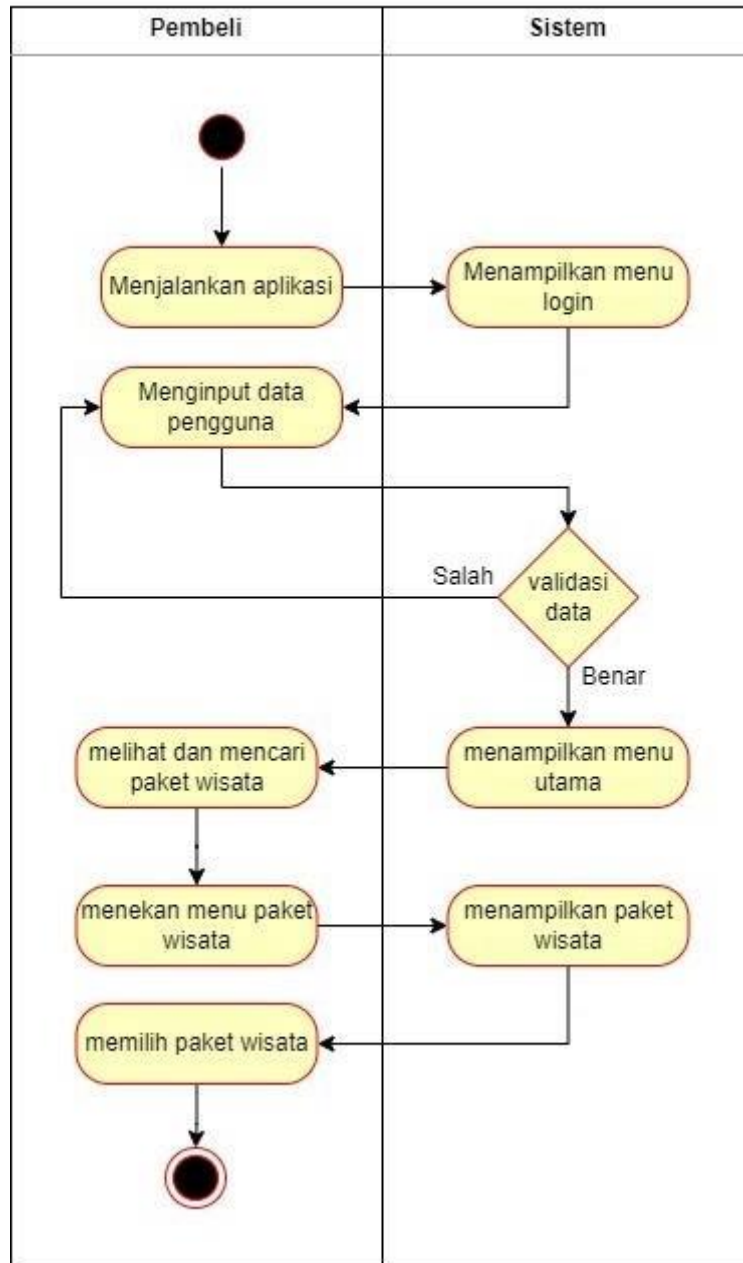 Pembeli
Sistem
Menjalankan aplikasi
Menampilkan menu
login
Menginput data
pengguna
Salah
validasi
data
Benar
melihat dan mencari
paket wisata
menampilkan menu
utama
menekan menu paket
wisata
menampilkan paket
wisata
memilih paket wisata